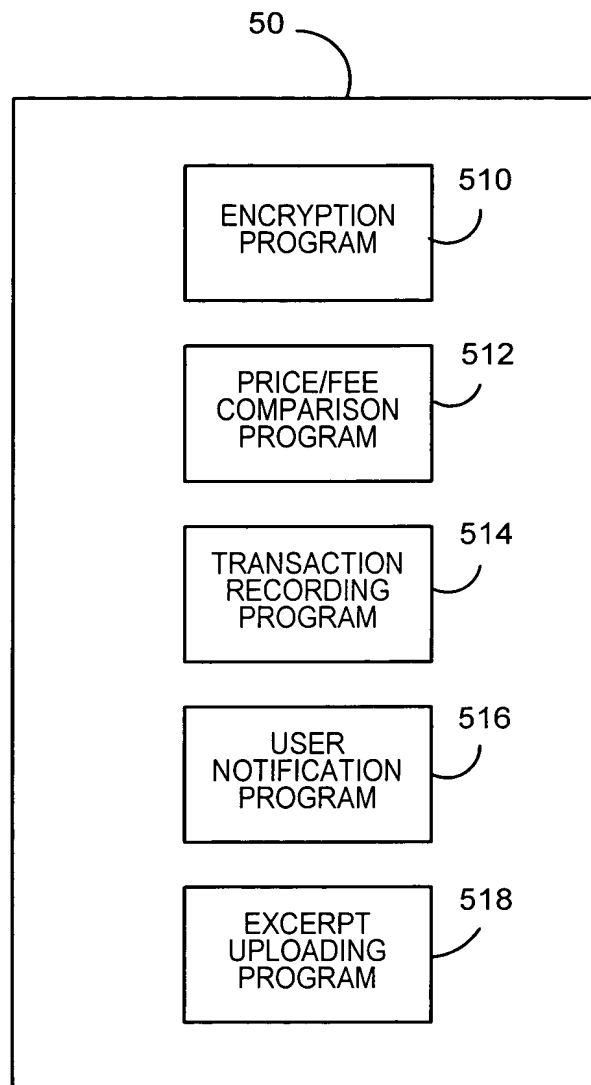 50
510
ENCRYPTION
PROGRAM
512
PRICE/FEE
COMPARISON
PROGRAM
514
TRANSACTION
RECORDING
PROGRAM
516
USER
NOTIFICATION
PROGRAM
518
EXCERPT
UPLOADING
PROGRAM